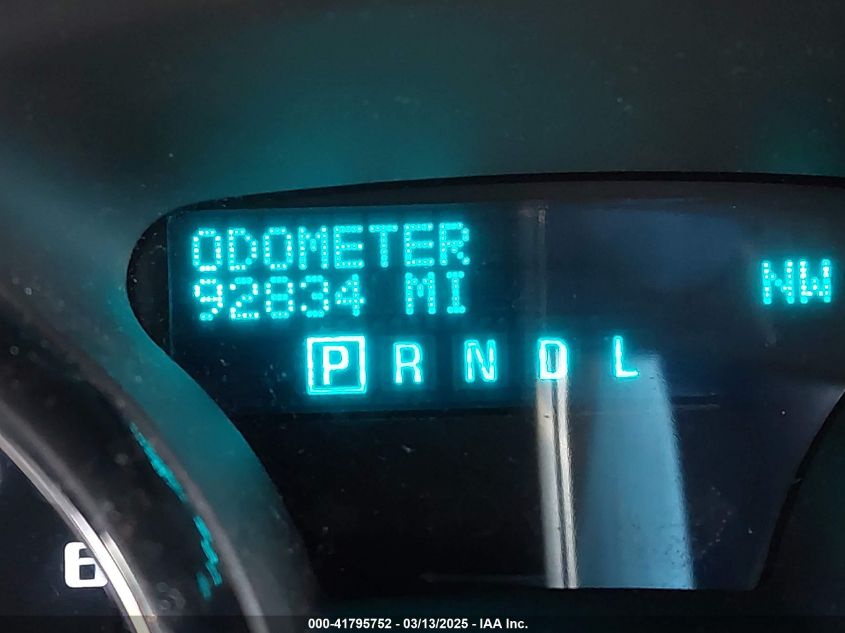 ODOMETER
92834 MI
NW
P R N D L
6
000-41795752 - 03/13/2025 - IAA Inc.